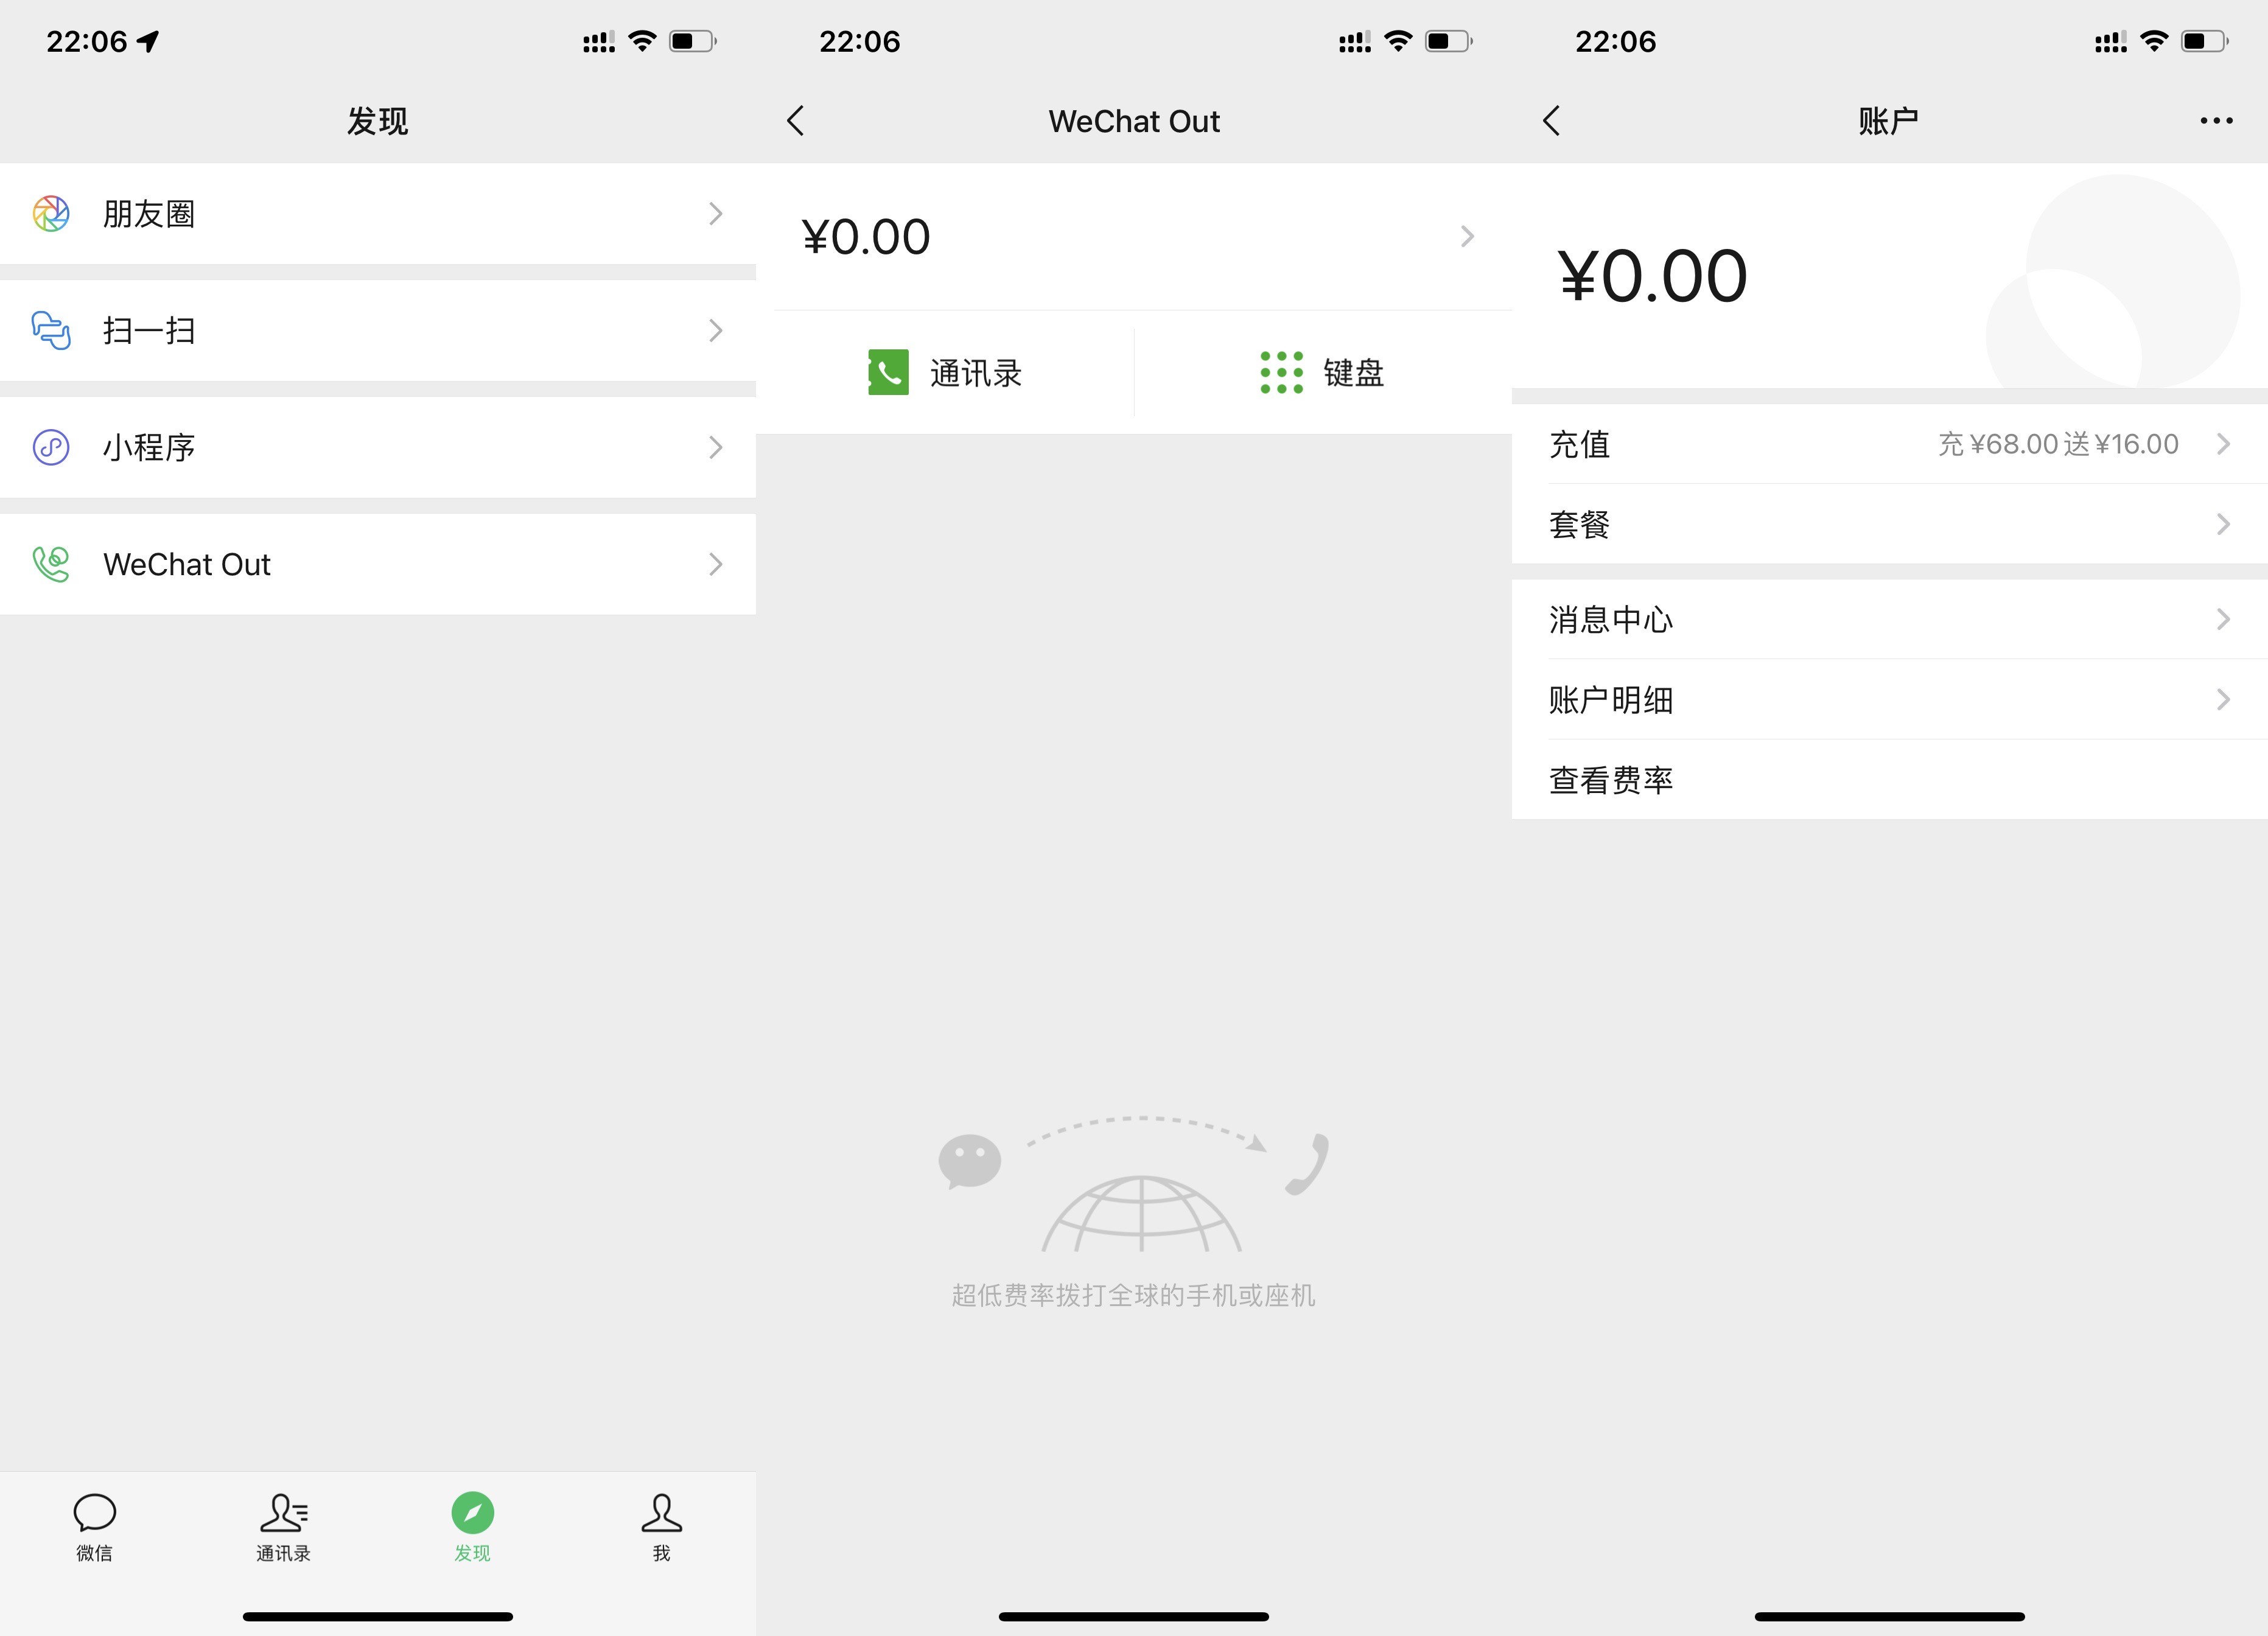 22:06
发现
朋友圈
扫一扫
小程序
WeChat Out
微信
通讯录
发现
我
22:06
WeChat Out
¥0.00
通讯录
键盘
超低费率拨打全球的手机或座机
22:06
账户
¥0.00
充值 充 ¥68.00 送 ¥16.00
套餐
消息中心
账户明细
查看费率